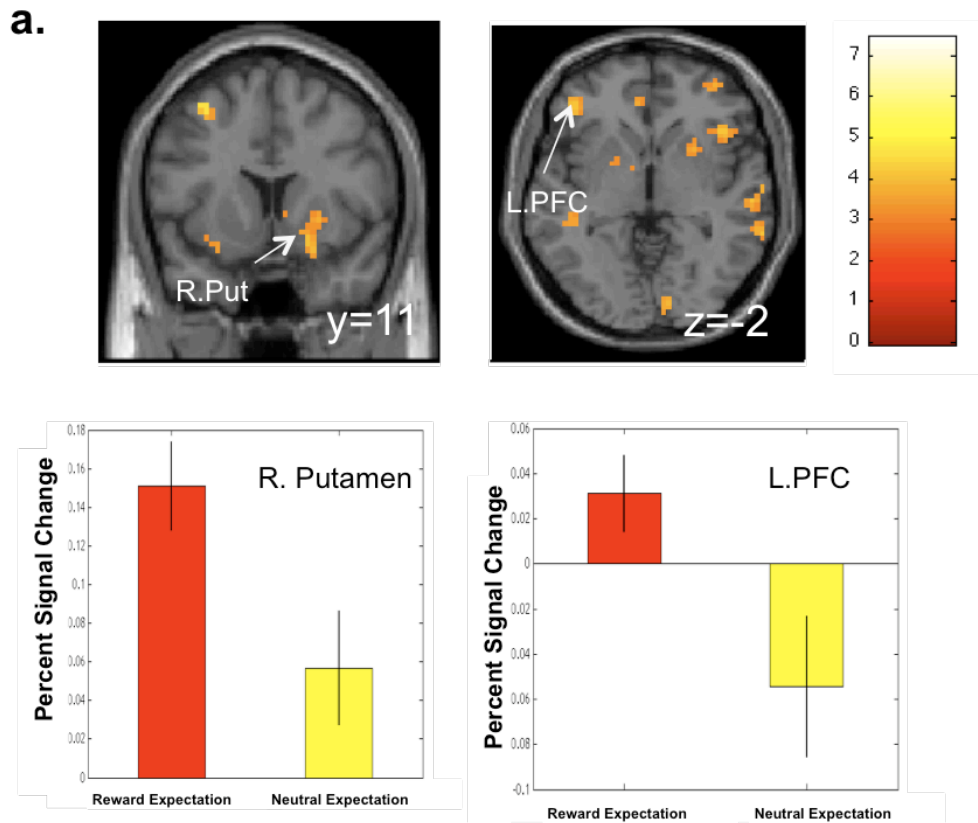 a.
R.Put
y=11
L.PFC
z=-2
7
6
5
4
3
2
1
0
Percent Signal Change
0.18
0.16
0.14
0.12
0.1
0.08
0.06
0.04
0.02
0
R. Putamen
Reward Expectation Neutral Expectation
Percent Signal Change
0.06
0.04
0.02
0
0.02
0.04
0.06
0.08
-0.1
L.PFC
Reward Expectation Neutral Expectation